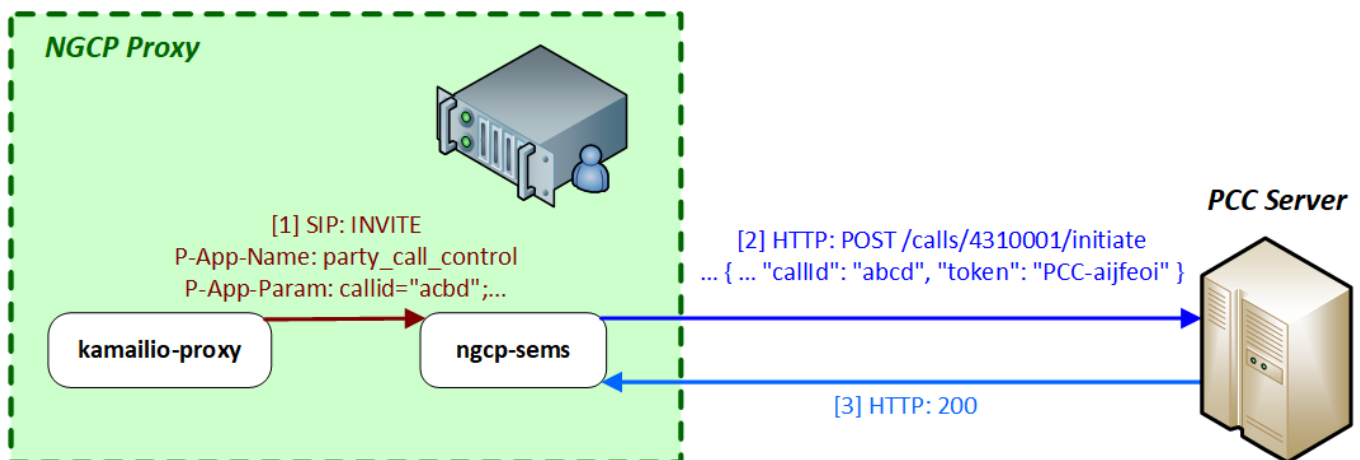 NGCP Proxy
[1] SIP: INVITE
P-App-Name: party_call_control
P-App-Param: callid="acbd";...
kamailio-proxy
ngcp-sems
[2] HTTP: POST /calls/4310001/initiate
... { ... "callId": "abcd", "token": "PCC-aijfeoi" }
[3] HTTP: 200
PCC Server